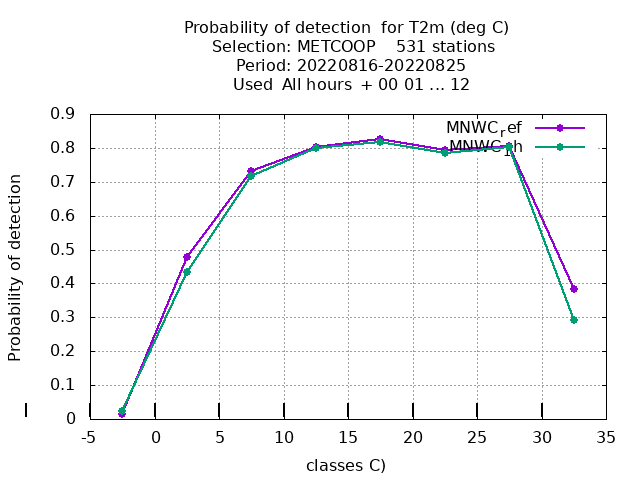 Probability of detection  for T2m (deg C)
Selection: METCOOP    531 stations
Period: 20220816-20220825
Used  All hours  + 00 01 ... 12
Probability of detection
0.9
0.8
0.7
0.6
0.5
0.4
0.3
0.2
0.1
0
MNWC_ref
MNWC_1h
-5 0 5 10 15 20 25 30 35
classes C)